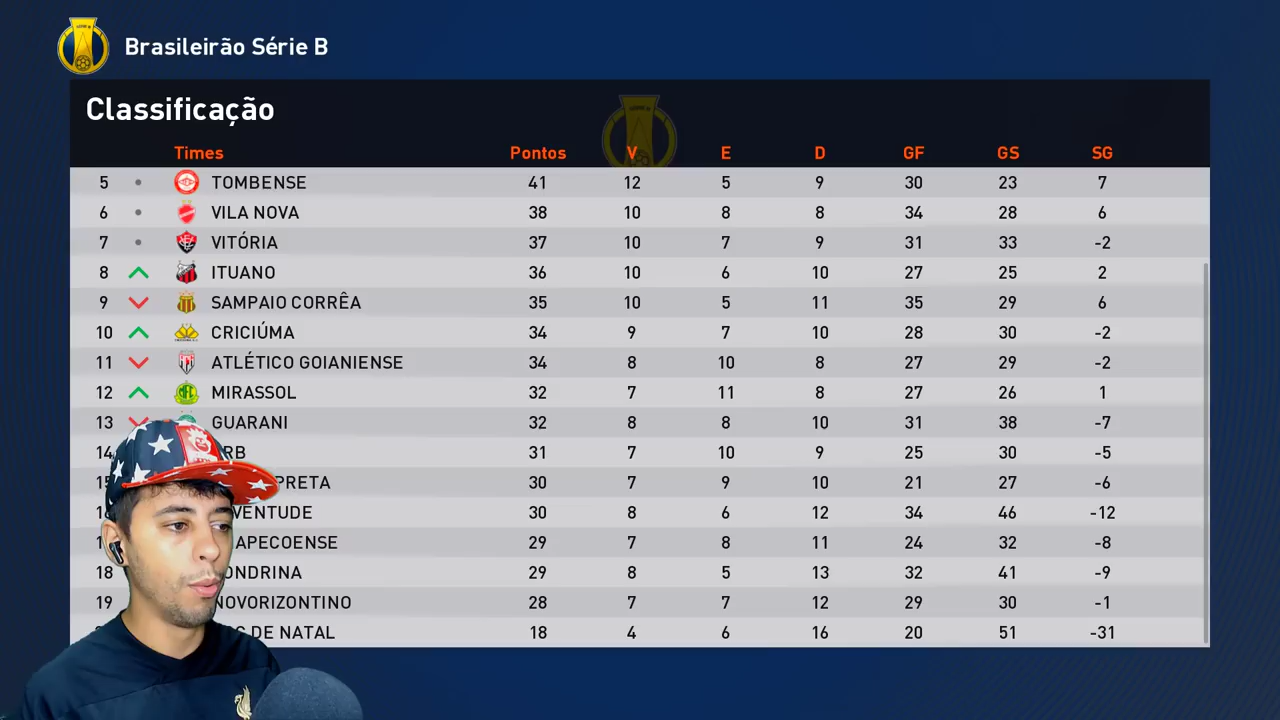 Brasileirão Série B
Classificação
Times Pontos V E D GF GS SG
5 TOMBENSE 41 12 5 9 30 23 7
6 VILA NOVA 38 10 8 8 34 28 6
7 VITÓRIA 37 10 7 9 31 33 -2
8 ITUANO 36 10 6 10 27 25 2
9 SAMPAIO CORRÊA 35 10 5 11 35 29 6
10 CRICIÚMA 34 9 7 10 28 30 -2
11 ATLÉTICO GOIANIENSE 34 8 10 8 27 29 -2
12 MIRASSOL 32 7 11 8 27 26 1
13 GUARANI 32 8 8 10 31 38 -7
14 RB 31 7 10 9 25 30 -5
15 PRETA 30 7 9 10 21 27 -6
VENTUDE 30 8 6 12 34 46 -12
APECOENSE 29 7 8 11 24 32 -8
18 ONDRINA 29 8 5 13 32 41 -9
19 NOVORIZONTINO 28 7 7 12 29 30 -1
DE NATAL 18 4 6 16 20 51 -31